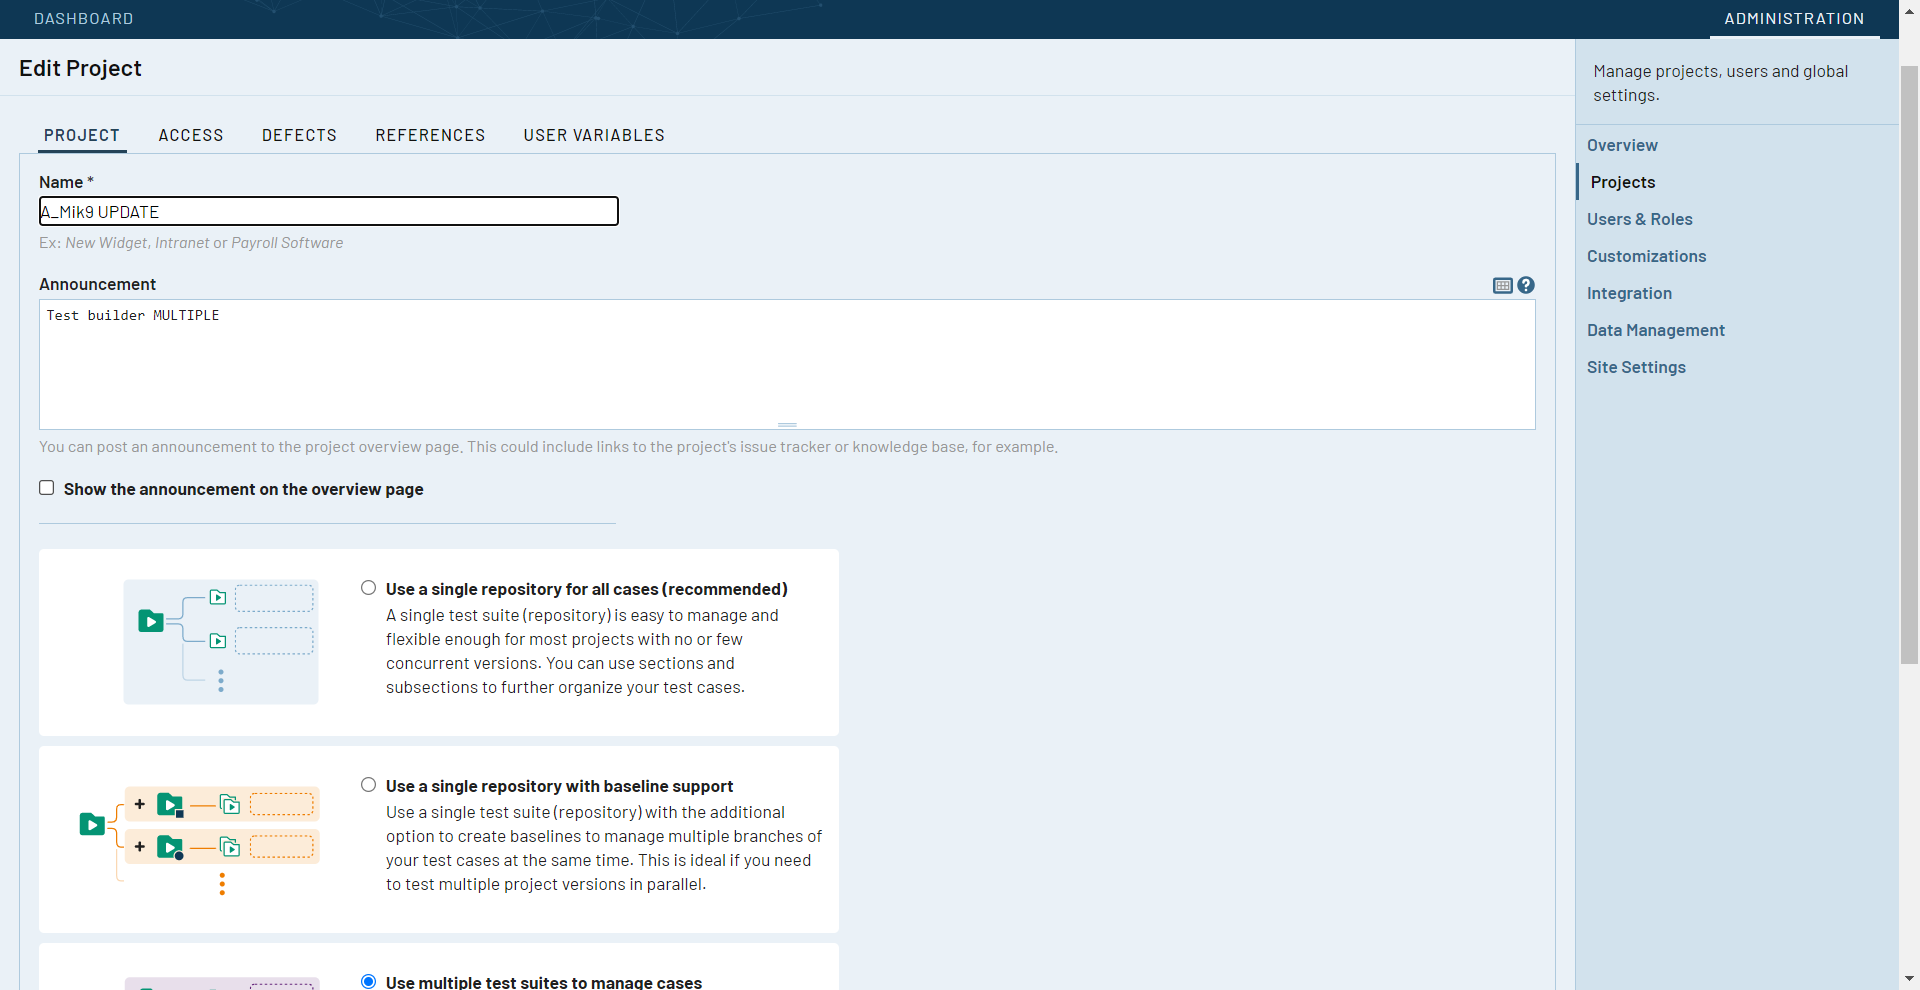 DASHBOARD
ADMINISTRATION
Edit Project
PROJECT
ACCESS
DEFECTS
REFERENCES
USER VARIABLES
Name *
A_Mik9 UPDATE
Ex: New Widget, Intranet or Payroll Software
Announcement
Test builder MULTIPLE
You can post an announcement to the project overview page. This could include links to the project's issue tracker or knowledge base, for example.
Show the announcement on the overview page
Use a single repository for all cases (recommended)
A single test suite (repository) is easy to manage and
flexible enough for most projects with no or few
concurrent versions. You can use sections and
subsections to further organize your test cases.
Use a single repository with baseline support
Use a single test suite (repository) with the additional
option to create baselines to manage multiple branches of
your test cases at the same time. This is ideal if you need
to test multiple project versions in parallel.
Use multiple test suites to manage cases
Manage projects, users and global
settings.
Overview
Projects
Users & Roles
Customizations
Integration
Data Management
Site Settings